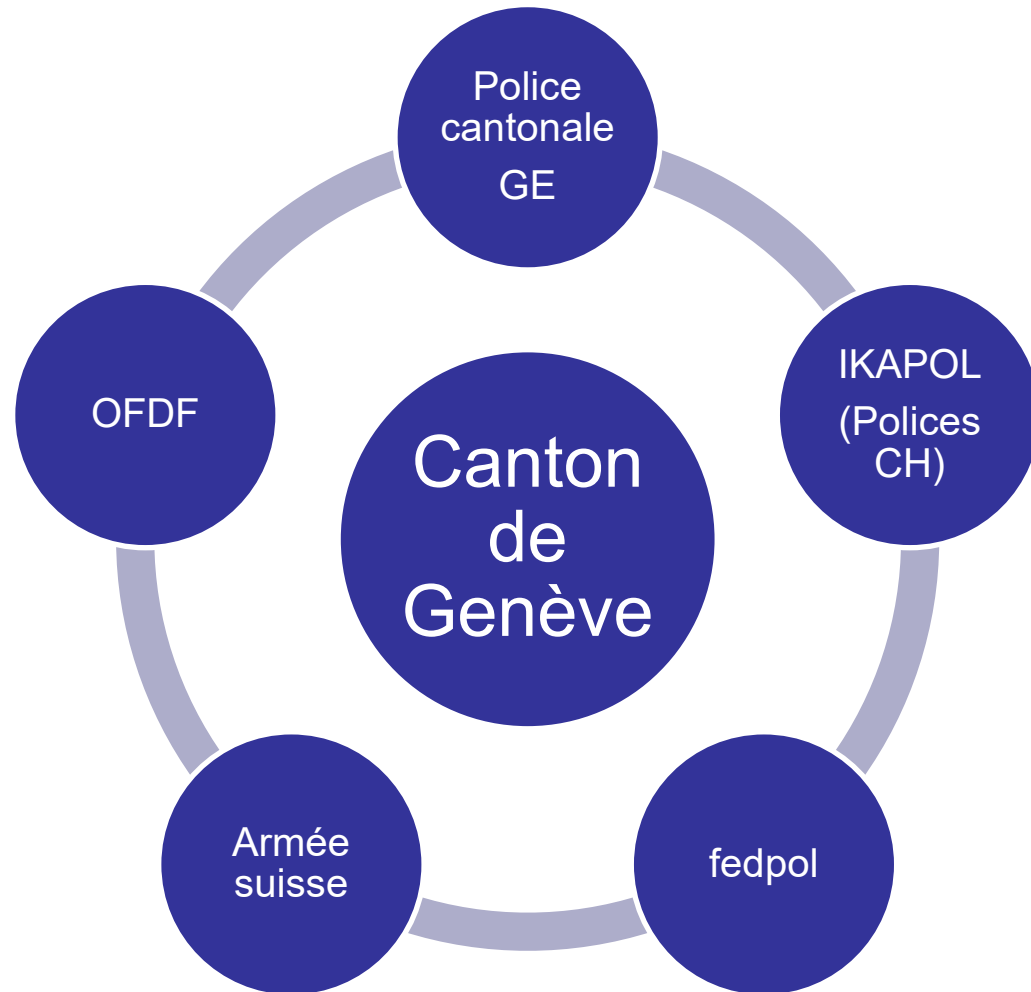 Police
cantonale
GE
IKAPOL
(Polices
CH)
OFDF
Canton
de
Genève
Armée
suisse
fedpol